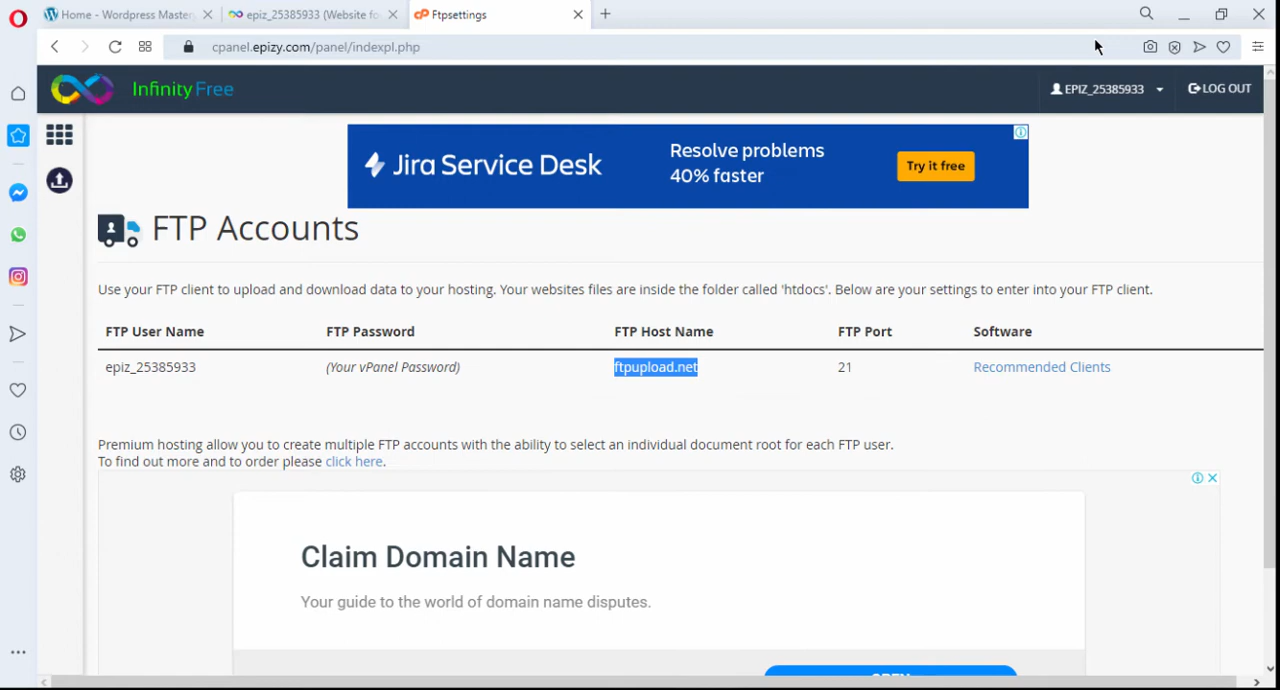 Home - Wordpress Master
epiz_25385933 (Website fo
Ftpsettings
cpanel.epizy.com/panel/indexpl.php
InfinityFree
EPIZ_25385933
LOG OUT
Jira Service Desk
Resolve problems
40% faster
Try it free
FTP Accounts
Use your FTP client to upload and download data to your hosting. Your websites files are inside the folder called 'htdocs'. Below are your settings to enter into your FTP client.
FTP User Name FTP Password FTP Host Name FTP Port Software
epiz_25385933 (Your vPanel Password) ftpupload.net 21 Recommended Clients
Premium hosting allow you to create multiple FTP accounts with the ability to select an individual document root for each FTP user.
To find out more and to order please click here.
Claim Domain Name
Your guide to the world of domain name disputes.
OPEN